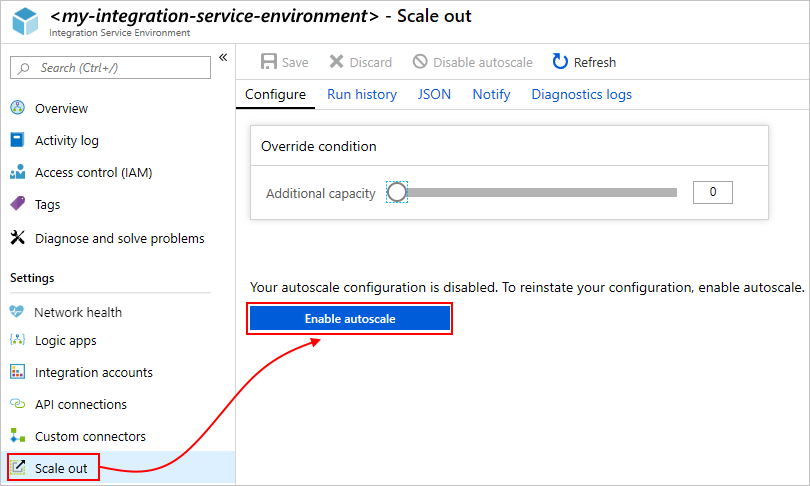 <my-integration-service-environment> - Scale out
Integration Service Environment
Search (Ctrl+/)
«
Overview
Activity log
Access control (IAM)
Tags
Diagnose and solve problems
Settings
Network health
Logic apps
Integration accounts
API connections
Custom connectors
Scale out
Save Discard Disable autoscale Refresh
Configure Run history JSON Notify Diagnostics logs
Override condition
Additional capacity 0
Your autoscale configuration is disabled. To reinstate your configuration, enable autoscale.
Enable autoscale